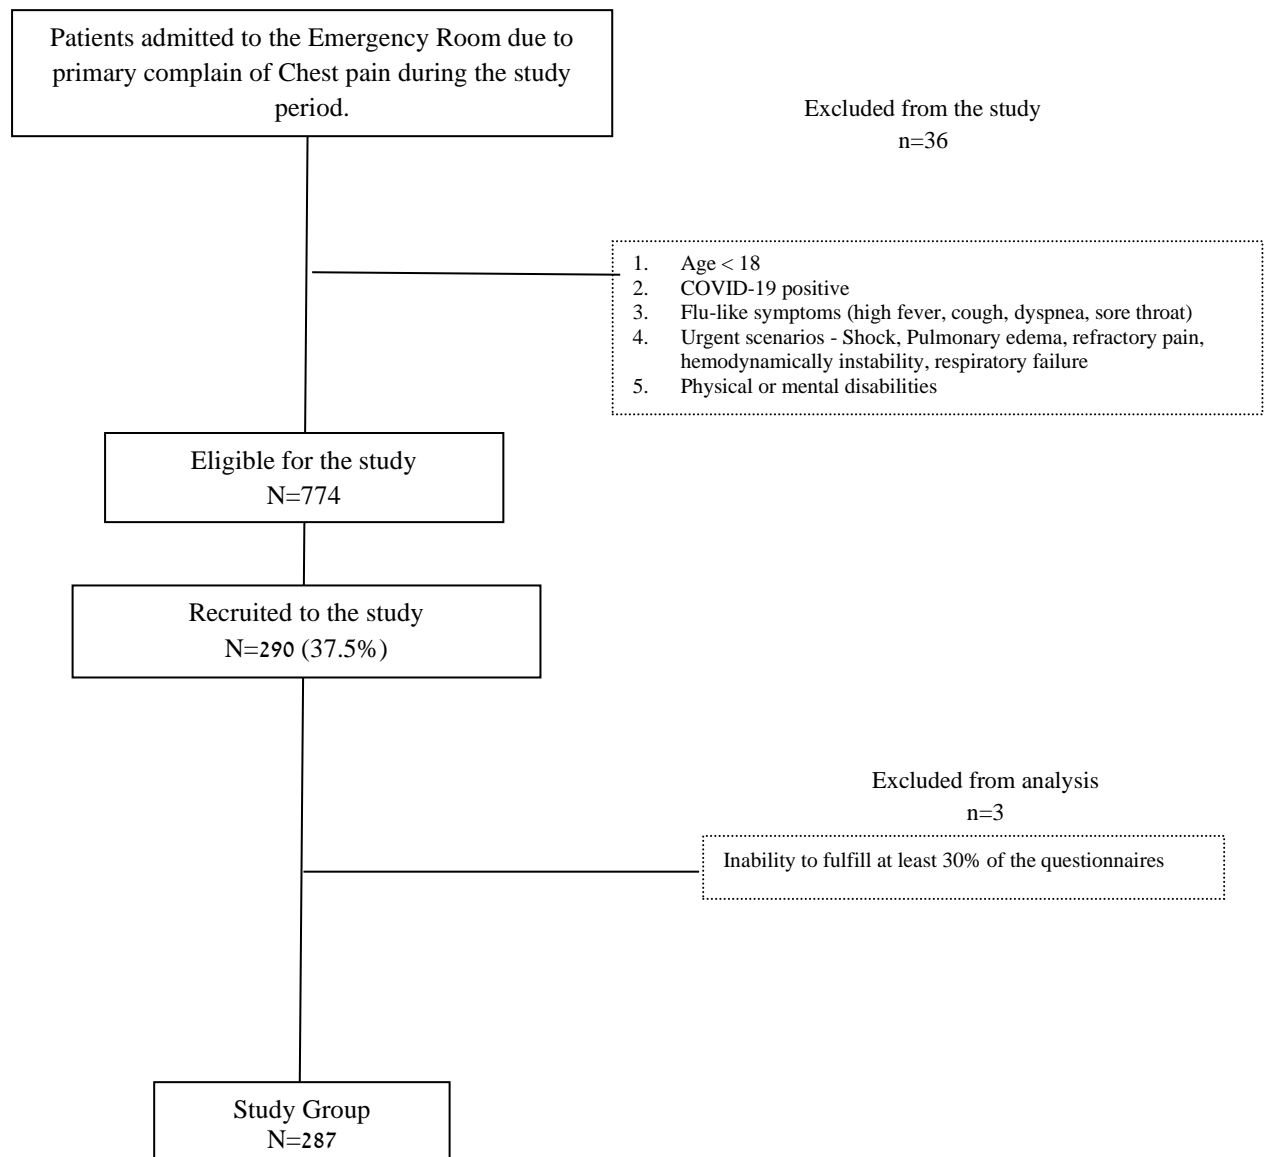 Patients admitted to the Emergency Room due to
primary complain of Chest pain during the study
period.
Excluded from the study
n=36
1. Age < 18
2. COVID-19 positive
3. Flu-like symptoms (high fever, cough, dyspnea, sore throat)
4. Urgent scenarios - Shock, Pulmonary edema, refractory pain,
hemodynamically instability, respiratory failure
5. Physical or mental disabilities
Eligible for the study
N=774
Recruited to the study
N=290 (37.5%)
Excluded from analysis
n=3
Inability to fulfill at least 30% of the questionnaires
Study Group
N=287